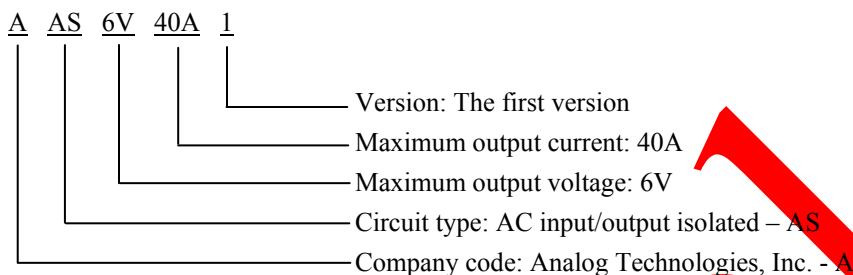 A AS 6V 40A 1
Version: The first version
Maximum output current: 40A
Maximum output voltage: 6V
Circuit type: AC input/output isolated – AS
Company code: Analog Technologies, Inc. - A